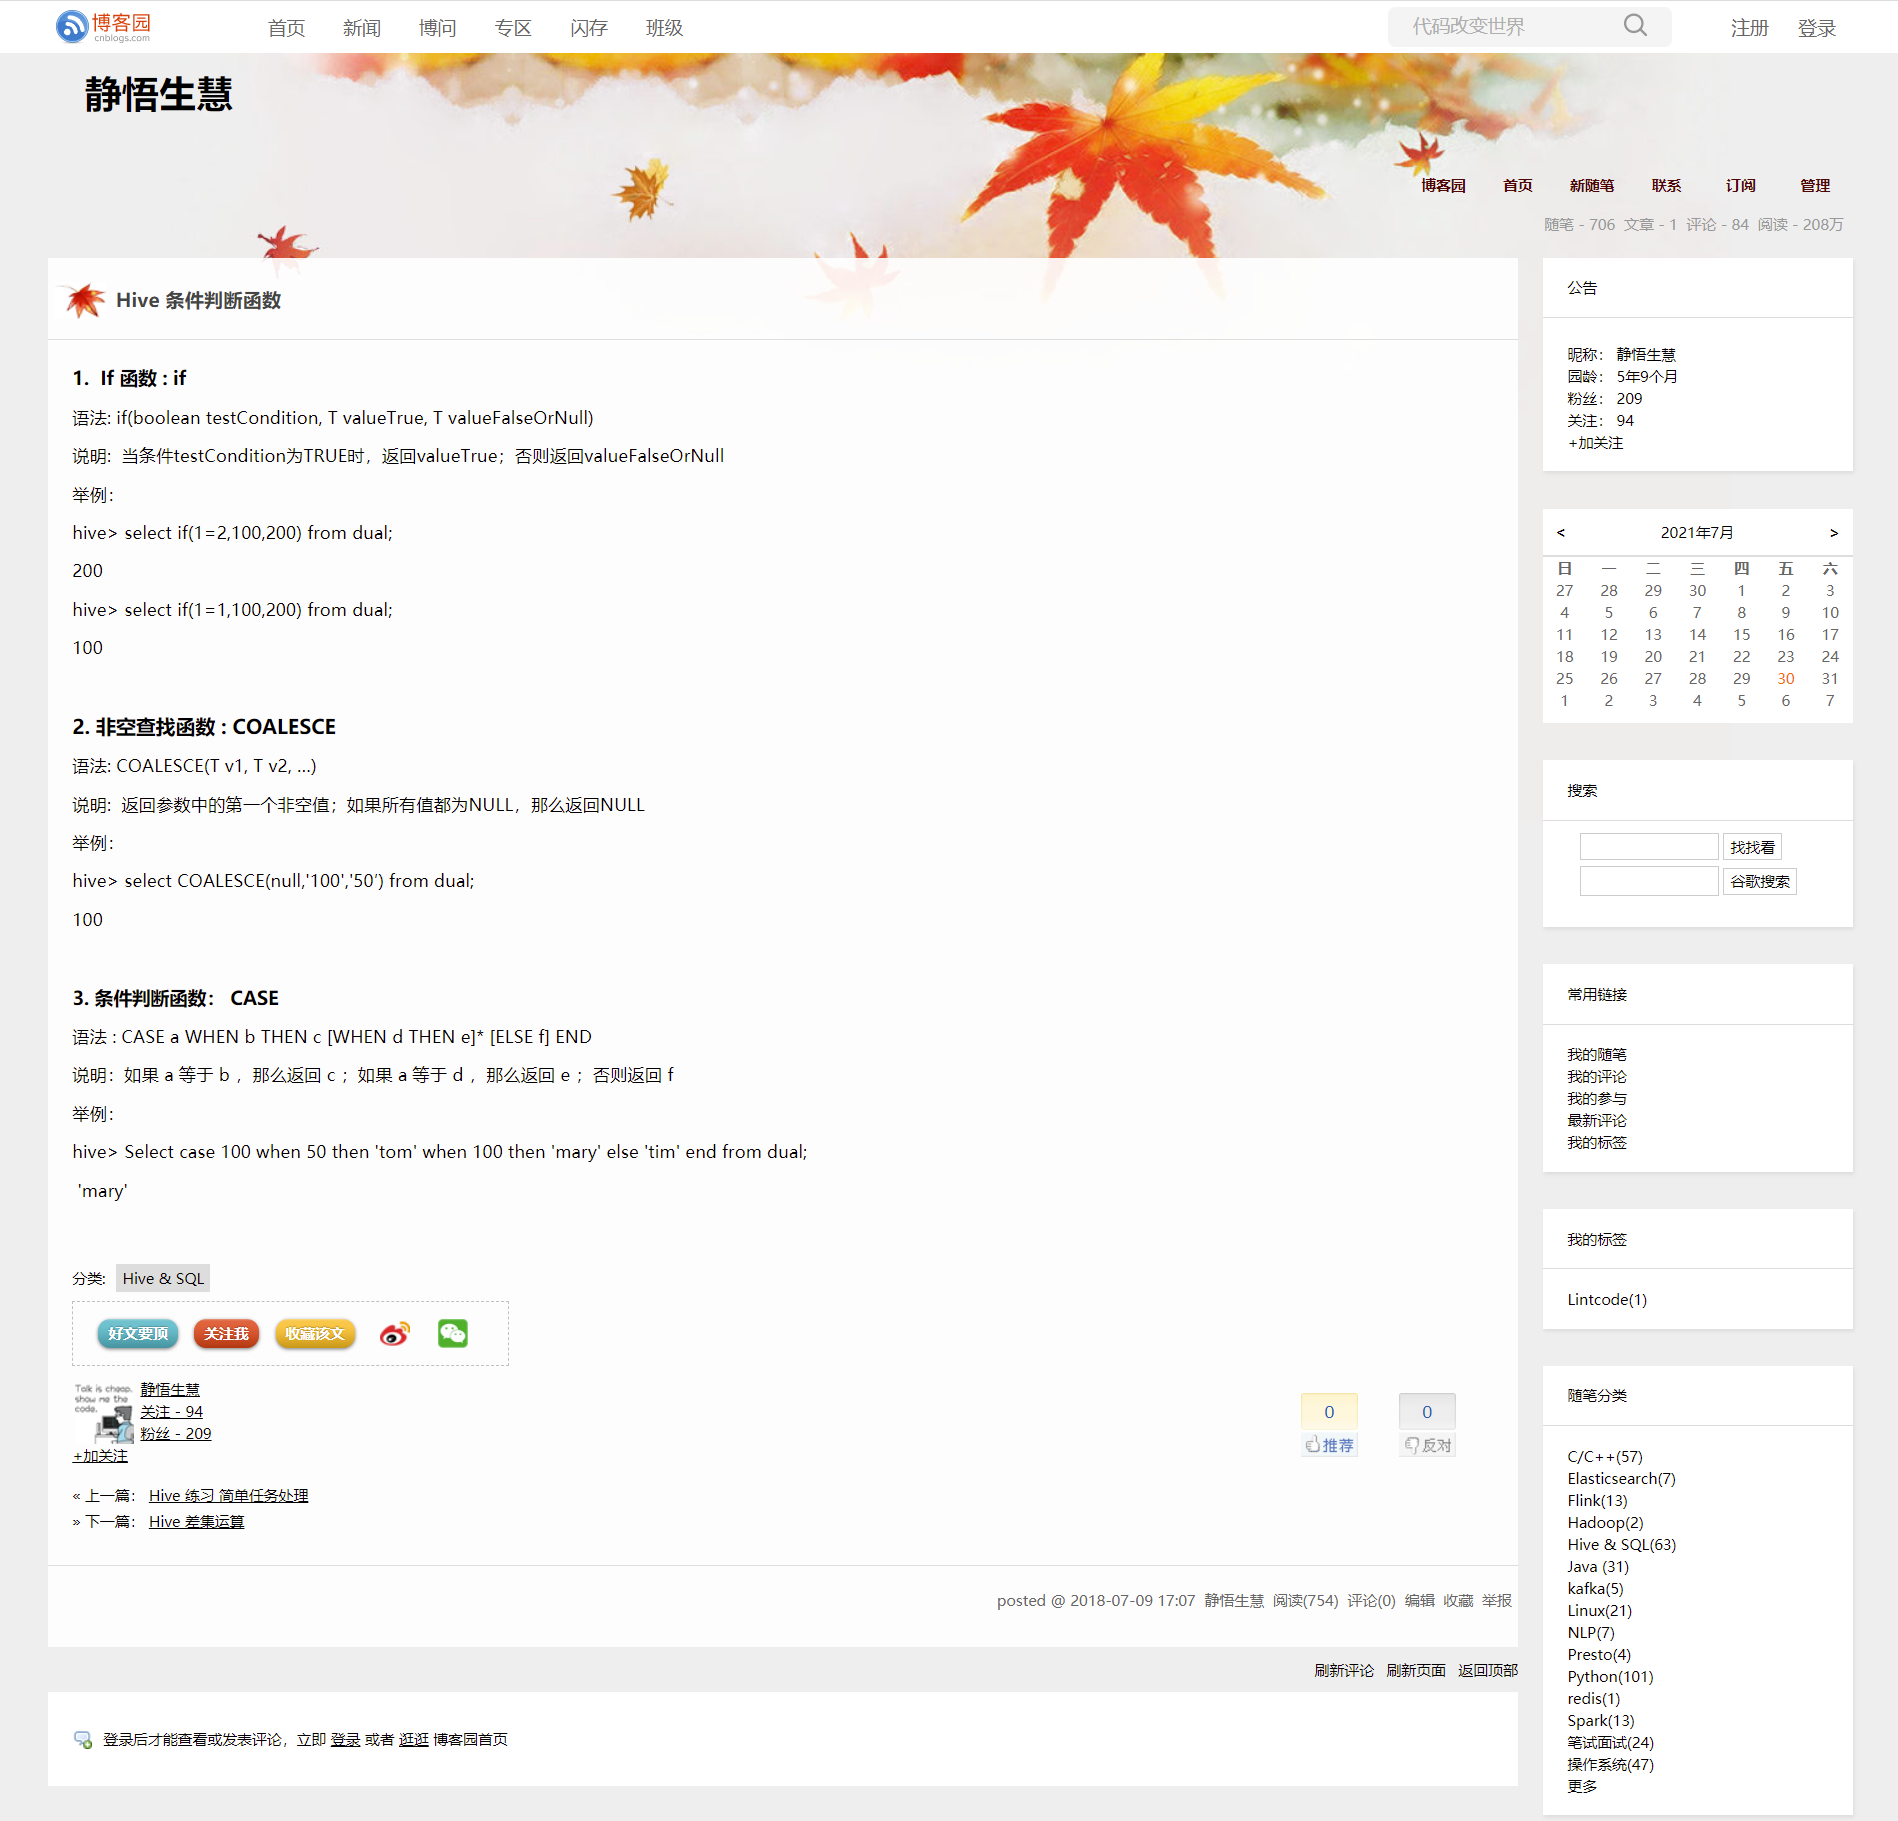 博客园
cnblogs.com
首页 新闻 博问 专区 闪存 班级
代码改变世界
注册 登录
静悟生慧
博客园 首页 新随笔 联系 订阅 管理
随笔 - 706 文章 - 1 评论 - 84 阅读 - 208万
Hive 条件判断函数
1. If 函数 : if
语法: if(boolean testCondition, T valueTrue, T valueFalseOrNull)
说明: 当条件testCondition为TRUE时，返回valueTrue；否则返回valueFalseOrNull
举例：
hive> select if(1=2,100,200) from dual;
200
hive> select if(1=1,100,200) from dual;
100
2. 非空查找函数 : COALESCE
语法: COALESCE(T v1, T v2, …)
说明: 返回参数中的第一个非空值；如果所有值都为NULL，那么返回NULL
举例：
hive> select COALESCE(null,'100','50′) from dual;
100
3. 条件判断函数： CASE
语法 : CASE a WHEN b THEN c [WHEN d THEN e]* [ELSE f] END
说明：如果 a 等于 b ，那么返回 c ；如果 a 等于 d ，那么返回 e ；否则返回 f
举例：
hive> Select case 100 when 50 then 'tom' when 100 then 'mary' else 'tim' end from dual;
'mary'
分类: Hive & SQL
好文要顶 关注我 收藏该文
Talk is cheap.
show me the
code.
静悟生慧
关注 - 94
粉丝 - 209
+加关注
0 0
推荐 反对
« 上一篇： Hive 练习 简单任务处理
» 下一篇： Hive 差集运算
posted @ 2018-07-09 17:07 静悟生慧 阅读(754) 评论(0) 编辑 收藏 举报
刷新评论 刷新页面 返回顶部
登录后才能查看或发表评论，立即 登录 或者 逛逛 博客园首页
公告
昵称： 静悟生慧
园龄： 5年9个月
粉丝： 209
关注： 94
+加关注
< 2021年7月 >
日 一 二 三 四 五 六
27 28 29 30 1 2 3
4 5 6 7 8 9 10
11 12 13 14 15 16 17
18 19 20 21 22 23 24
25 26 27 28 29 30 31
1 2 3 4 5 6 7
搜索
找找看
谷歌搜索
常用链接
我的随笔
我的评论
我的参与
最新评论
我的标签
我的标签
Lintcode(1)
随笔分类
C/C++(57)
Elasticsearch(7)
Flink(13)
Hadoop(2)
Hive & SQL(63)
Java (31)
kafka(5)
Linux(21)
NLP(7)
Presto(4)
Python(101)
redis(1)
Spark(13)
笔试面试(24)
操作系统(47)
更多